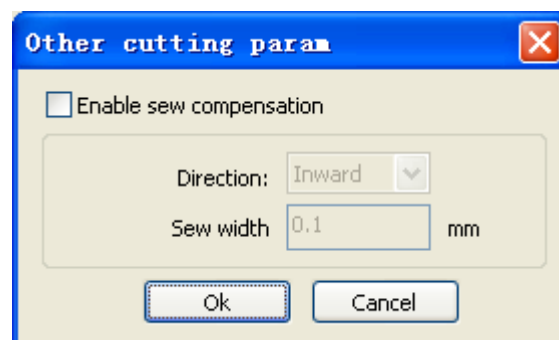 Other cutting param
Enable sew compensation
Direction: Inward
Sew width 0.1 mm
Ok Cancel